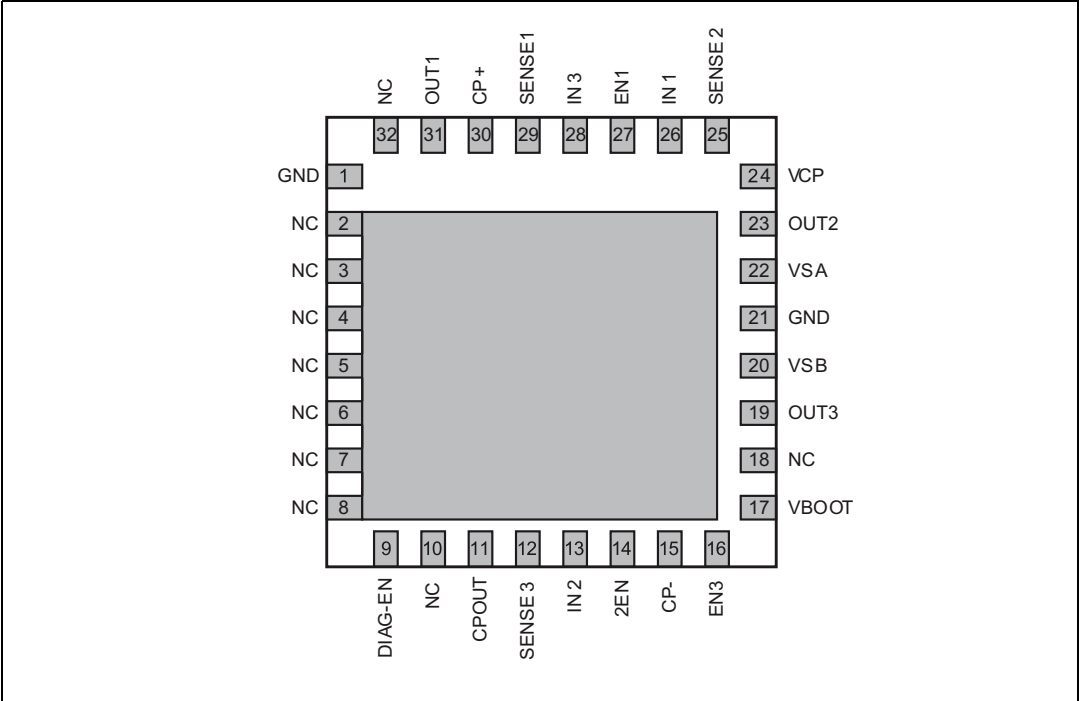 NC
OUT1
CP+
SENSE1
IN 3
EN1
IN 1
SENSE 2
32
31
30
29
28
27
26
25
GND 1
24 VCP
NC 2
23 OUT2
NC 3
22 VSA
NC 4
21 GND
NC 5
20 VSB
NC 6
19 OUT3
NC 7
18 NC
NC 8
17 VBOOT
9
10
11
12
13
14
15
16
DIAG-EN
NC
CPOUT
SENSE 3
IN 2
2EN
CP-
EN3